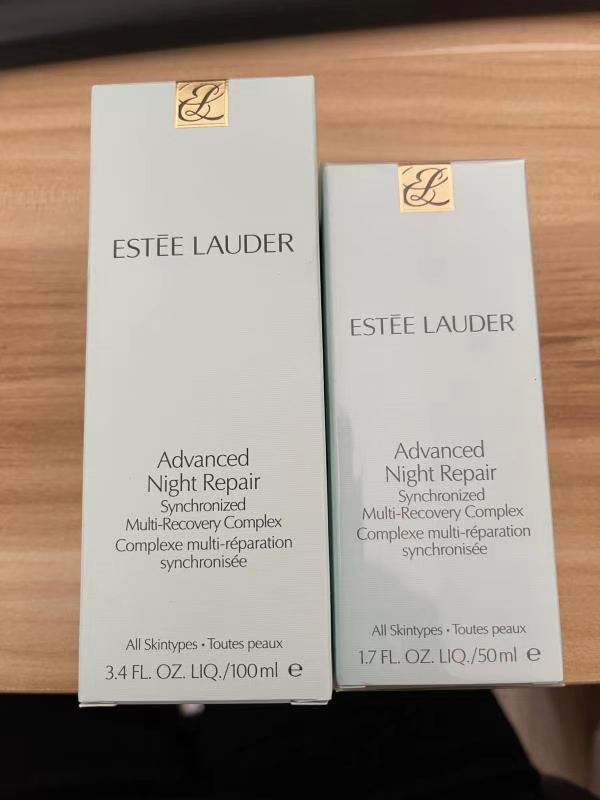 EL
ESTĒE LAUDER
Advanced
Night Repair
Synchronized
Multi-Recovery Complex
Complexe multi-réparation
synchronisée
All Skintypes • Toutes peaux
3.4 FL. OZ. LIQ./100 ml e
EL
ESTĒE LAUDER
Advanced
Night Repair
Synchronized
Multi-Recovery Complex
Complexe multi-réparation
synchronisée
All Skintypes • Toutes peaux
1.7 FL. OZ. LIQ./50 ml e